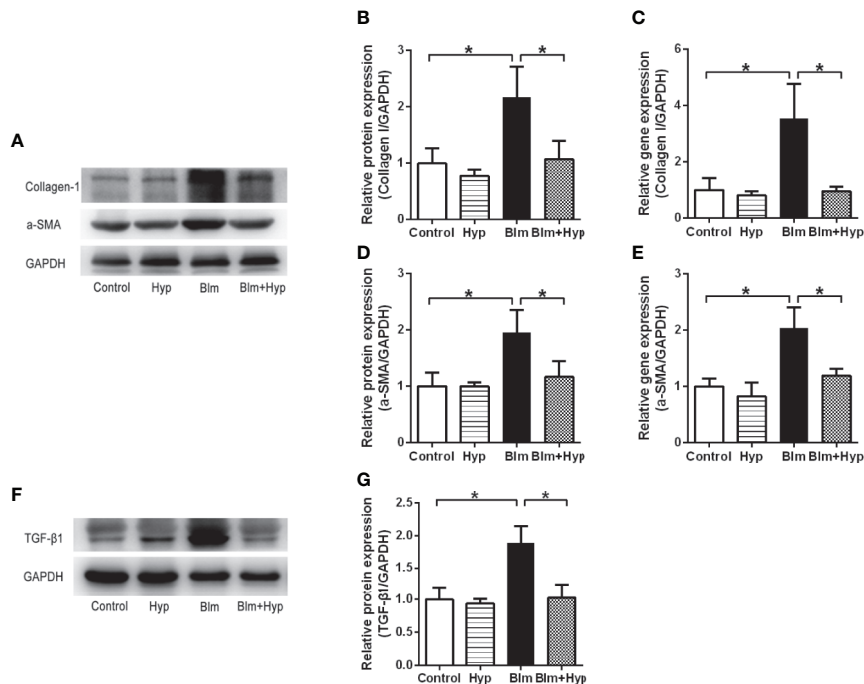 A
Collagen-1
a-SMA
GAPDH
Control Hyp Blm Blm+Hyp
B
Relative protein expression
(Collagen I/GAPDH)
3
2
1
0
* *
Control Hyp Blm Blm+Hyp
C
Relative gene expression
(Collagen I/GAPDH)
6
4
2
0
* *
Control Hyp Blm Blm+Hyp
D
Relative protein expression
(a-SMA/GAPDH)
3
2
1
0
* *
Control Hyp Blm Blm+Hyp
E
Relative gene expression
(a-SMA/GAPDH)
3
2
1
0
* *
Control Hyp Blm Blm+Hyp
F
TGF-β1
GAPDH
Control Hyp Blm Blm+Hyp
G
Relative protein expression
(TGF-β1/GAPDH)
2.5
2.0
1.5
1.0
0.5
0.0
* *
Control Hyp Blm Blm+Hyp